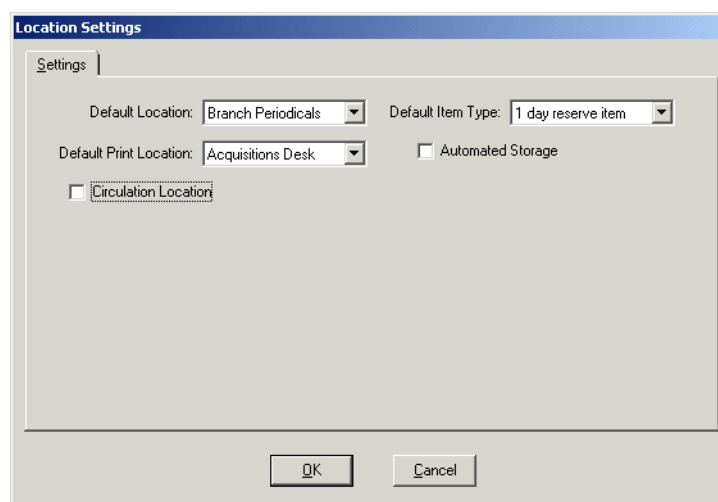 Location Settings
Settings
Default Location: Branch Periodicals Default Item Type: 1 day reserve item
Default Print Location: Acquisitions Desk Automated Storage
Circulation Location
OK Cancel